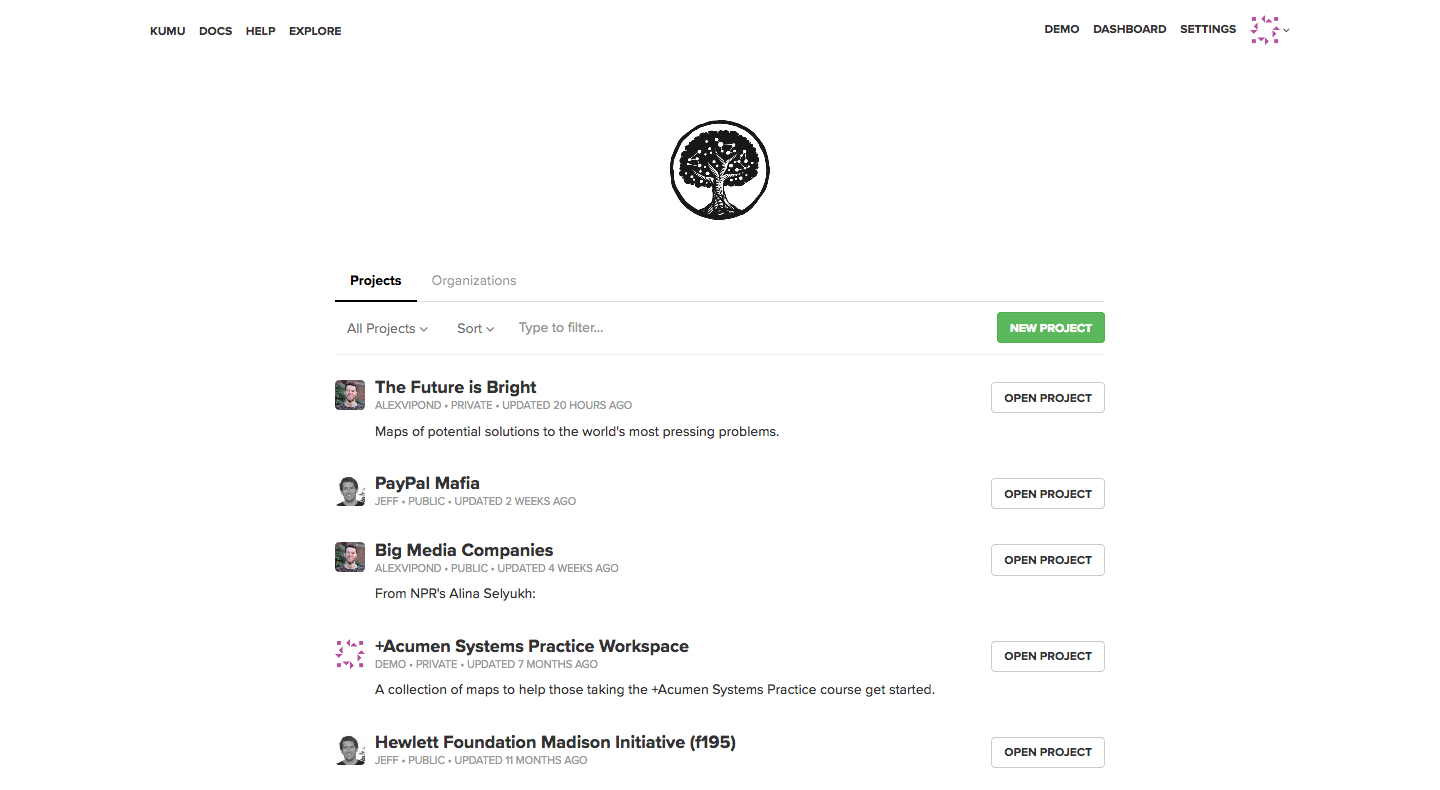 KUMU DOCS HELP EXPLORE
DEMO DASHBOARD SETTINGS
Projects Organizations
All Projects Sort Type to filter... NEW PROJECT
The Future is Bright
ALEXVIPOND • PRIVATE • UPDATED 20 HOURS AGO
OPEN PROJECT
Maps of potential solutions to the world's most pressing problems.
PayPal Mafia
JEFF • PUBLIC • UPDATED 2 WEEKS AGO
OPEN PROJECT
Big Media Companies
ALEXVIPOND • PUBLIC • UPDATED 4 WEEKS AGO
OPEN PROJECT
From NPR's Alina Selyukh:
+Acumen Systems Practice Workspace
DEMO • PRIVATE • UPDATED 7 MONTHS AGO
OPEN PROJECT
A collection of maps to help those taking the +Acumen Systems Practice course get started.
Hewlett Foundation Madison Initiative (f195)
JEFF • PUBLIC • UPDATED 11 MONTHS AGO
OPEN PROJECT